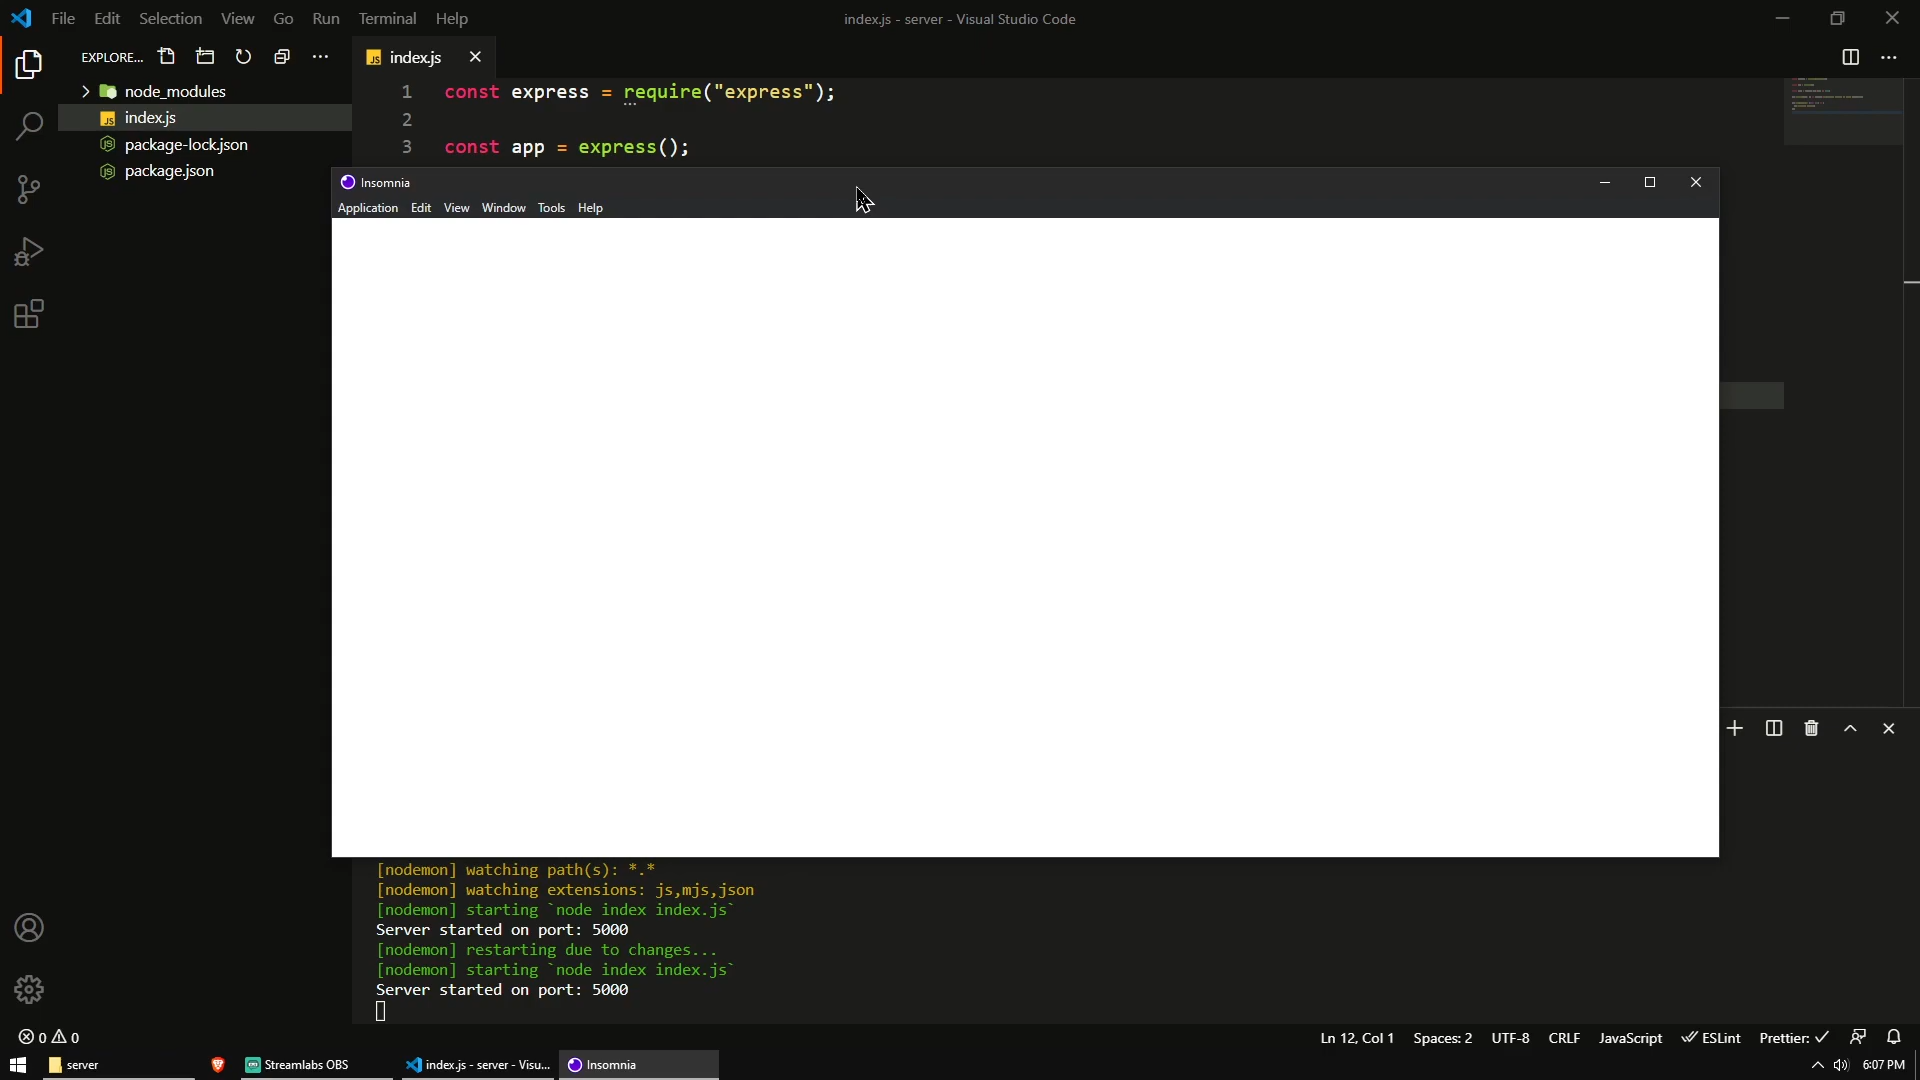 File Edit Selection View Go Run Terminal Help
index.js - server - Visual Studio Code
EXPLORE...
index.js
node_modules
index.js
package-lock.json
package.json
1 const express = require("express");
2
3 const app = express();
Insomnia
Application Edit View Window Tools Help
[nodemon] watching path(s): *.*
[nodemon] watching extensions: js,mjs,json
[nodemon] starting `node index index.js`
Server started on port: 5000
[nodemon] restarting due to changes...
[nodemon] starting `node index index.js`
Server started on port: 5000
0 0
Ln 12, Col 1 Spaces: 2 UTF-8 CRLF JavaScript ESLint Prettier:
server
Streamlabs OBS
index.js - server - Visu...
Insomnia
6:07 PM